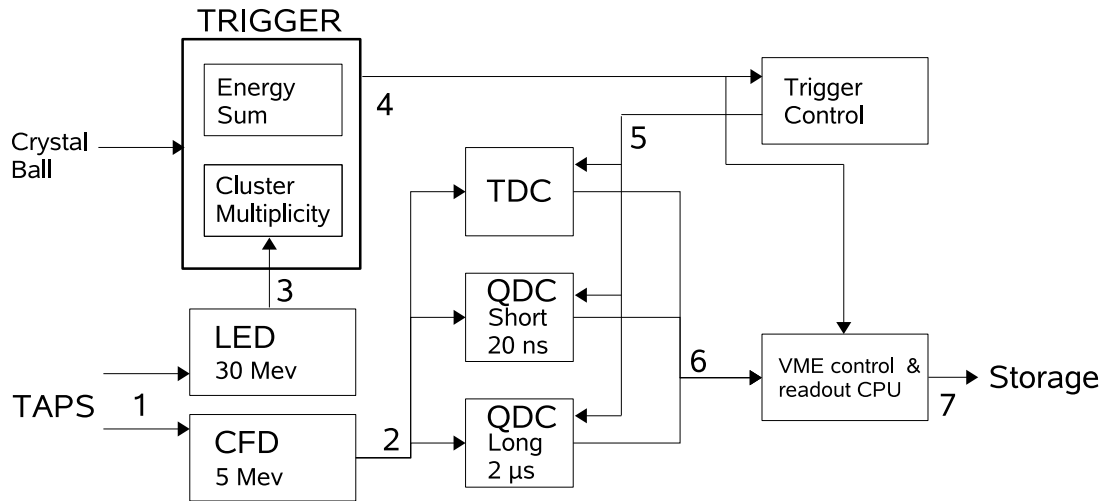 TRIGGER
Energy
Sum
4
Trigger
Control
Crystal
Ball
5
Cluster
Multiplicity
TDC
3
QDC
Short
20 ns
LED
30 Mev
6
VME control &
readout CPU
Storage
7
TAPS
1
2
CFD
5 Mev
QDC
Long
2 µs